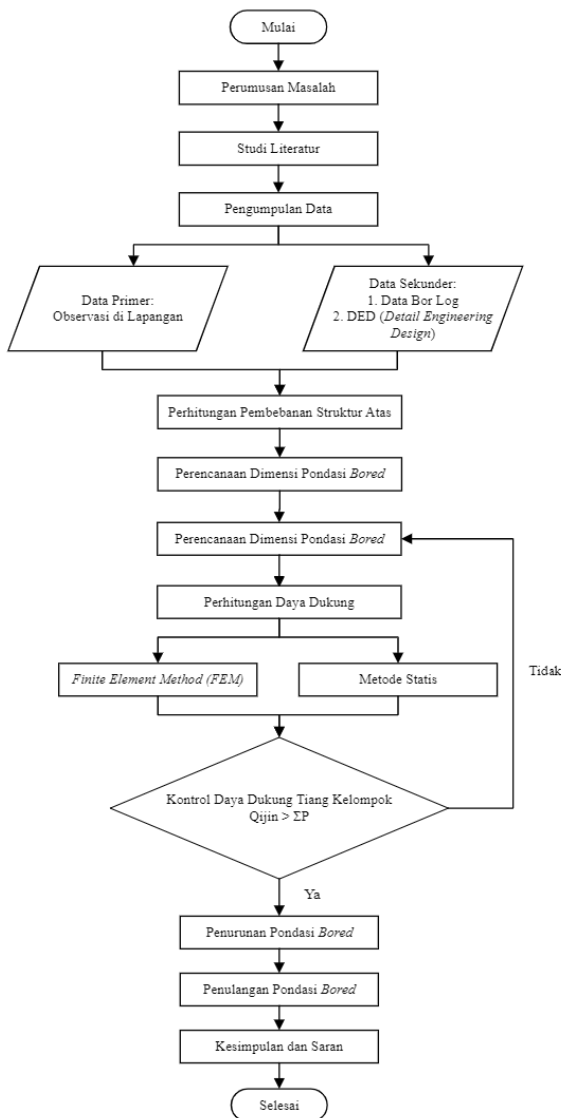 Mulai
Perumusan Masalah
Studi Literatur
Pengumpulan Data
Data Primer:
Observasi di Lapangan
Data Sekunder:
1. Data Bor Log
2. DED (Detail Engineering
Design)
Perhitungan Pembebanan Struktur Atas
Perencanaan Dimensi Pondasi Bored
Perencanaan Dimensi Pondasi Bored
Perhitungan Daya Dukung
Finite Element Method (FEM)
Metode Statis
Tidak
Kontrol Daya Dukung Tiang Kelompok
Qijin > ΣP
Ya
Penurunan Pondasi Bored
Penulangan Pondasi Bored
Kesimpulan dan Saran
Selesai